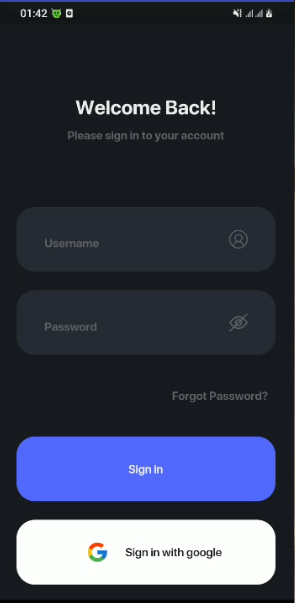 01:42
Welcome Back!
Please sign in to your account
Username
Password
Forgot Password?
Sign in
Sign in with google